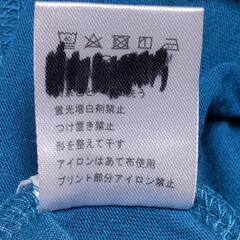 蛍光増白剤禁止
つけ置き禁止
形を整えて干す
アイロンはあて布使用
プリント部分アイロン禁止